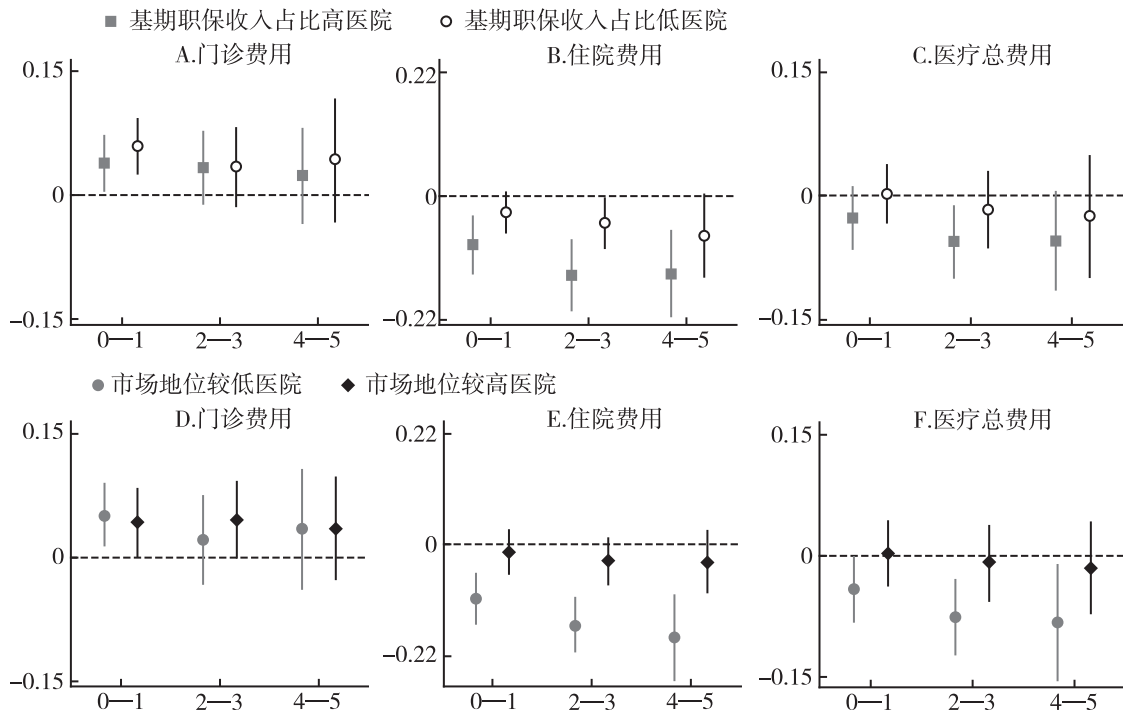 基期职保收入占比高医院 基期职保收入占比低医院
A.门诊费用 B.住院费用 C.医疗总费用
0.15 0.22 0.15
0 0 0
−0.15 −0.22 −0.15
0—1 2—3 4—5 0—1 2—3 4—5 0—1 2—3 4—5
市场地位较低医院 市场地位较高医院
D.门诊费用 E.住院费用 F.医疗总费用
0.15 0.22 0.15
0 0 0
−0.15 −0.22 −0.15
0—1 2—3 4—5 0—1 2—3 4—5 0—1 2—3 4—5